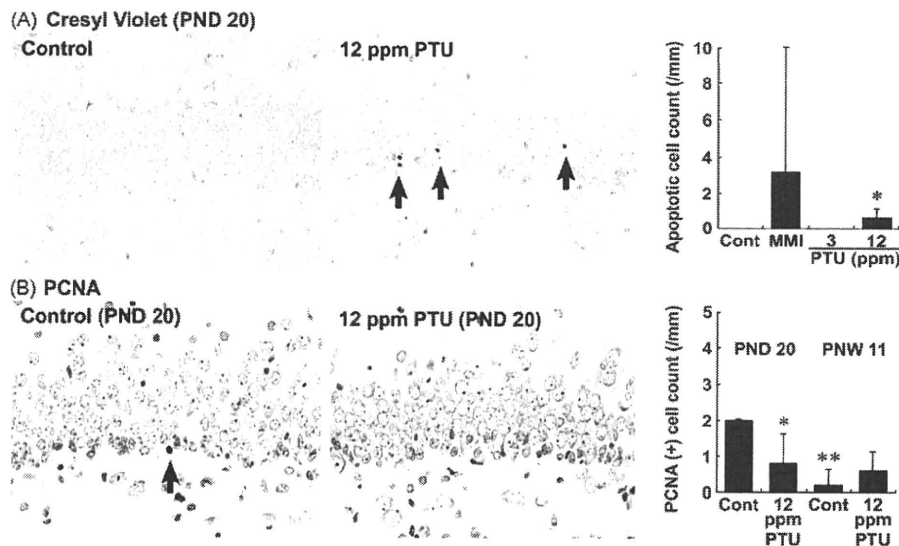 (A) Cresyl Violet (PND 20)
Control
12 ppm PTU
Apoptotic cell count (/mm)
10
8
6
4
2
0
*
Cont MMI 3 12
PTU (ppm)
(B) PCNA
Control (PND 20)
12 ppm PTU (PND 20)
PCNA (+) cell count (/mm)
5
4
3
2
1
0
PND 20 PNW 11
*
**
Cont 12 ppm PTU Cont 12 ppm PTU